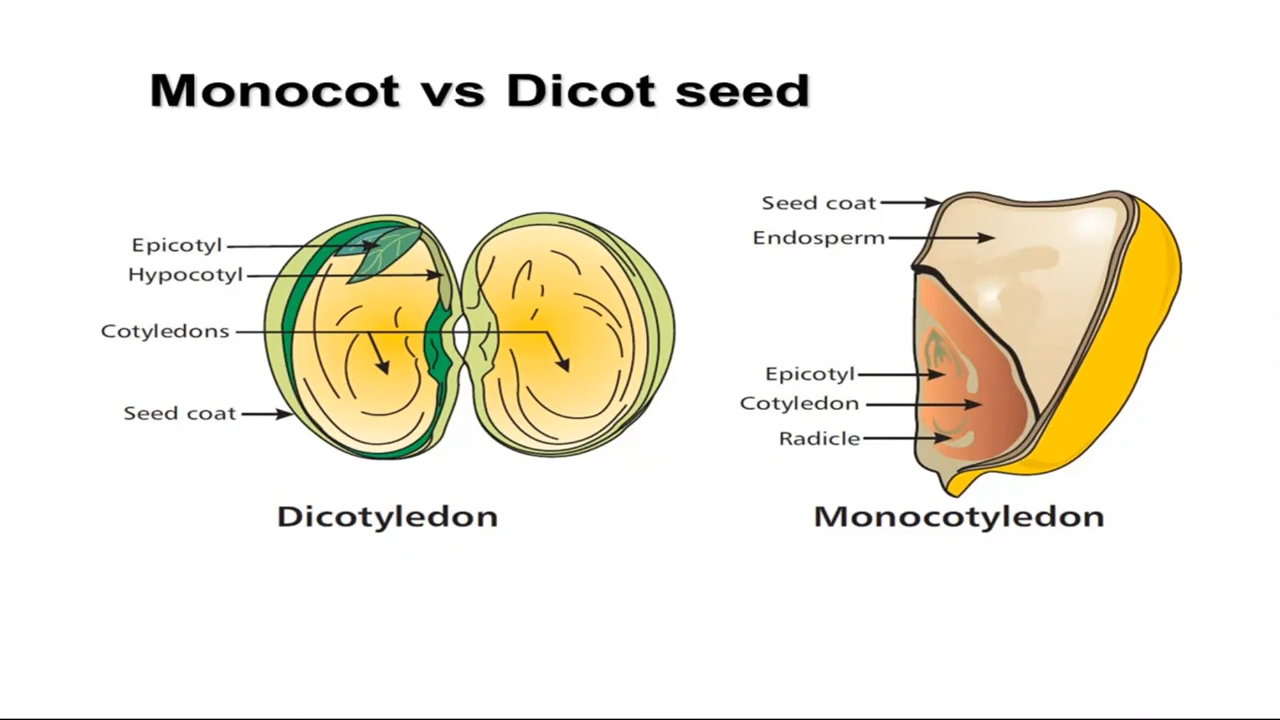 Monocot vs Dicot seed
Epicotyl
Hypocotyl
Cotyledons
Seed coat
Dicotyledon
Seed coat
Endosperm
Epicotyl
Cotyledon
Radicle
Monocotyledon